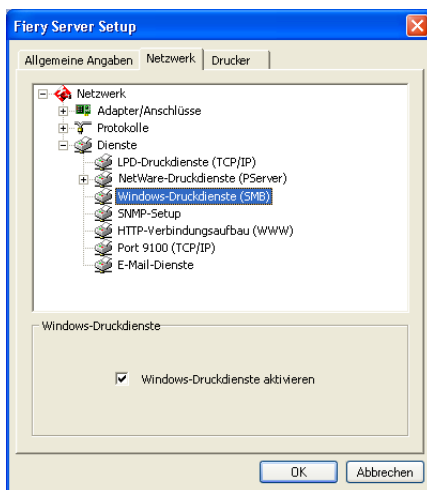 Fiery Server Setup
Allgemeine Angaben Netzwerk Drucker
Netzwerk
Adapter/Anschlüsse
Protokolle
Dienste
LPD-Druckdienste (TCP/IP)
NetWare-Druckdienste (PServer)
Windows-Druckdienste (SMB)
SNMP-Setup
HTTP-Verbindungsaufbau (WWW)
Port 9100 (TCP/IP)
E-Mail-Dienste
Windows-Druckdienste
Windows-Druckdienste aktivieren
OK Abbrechen